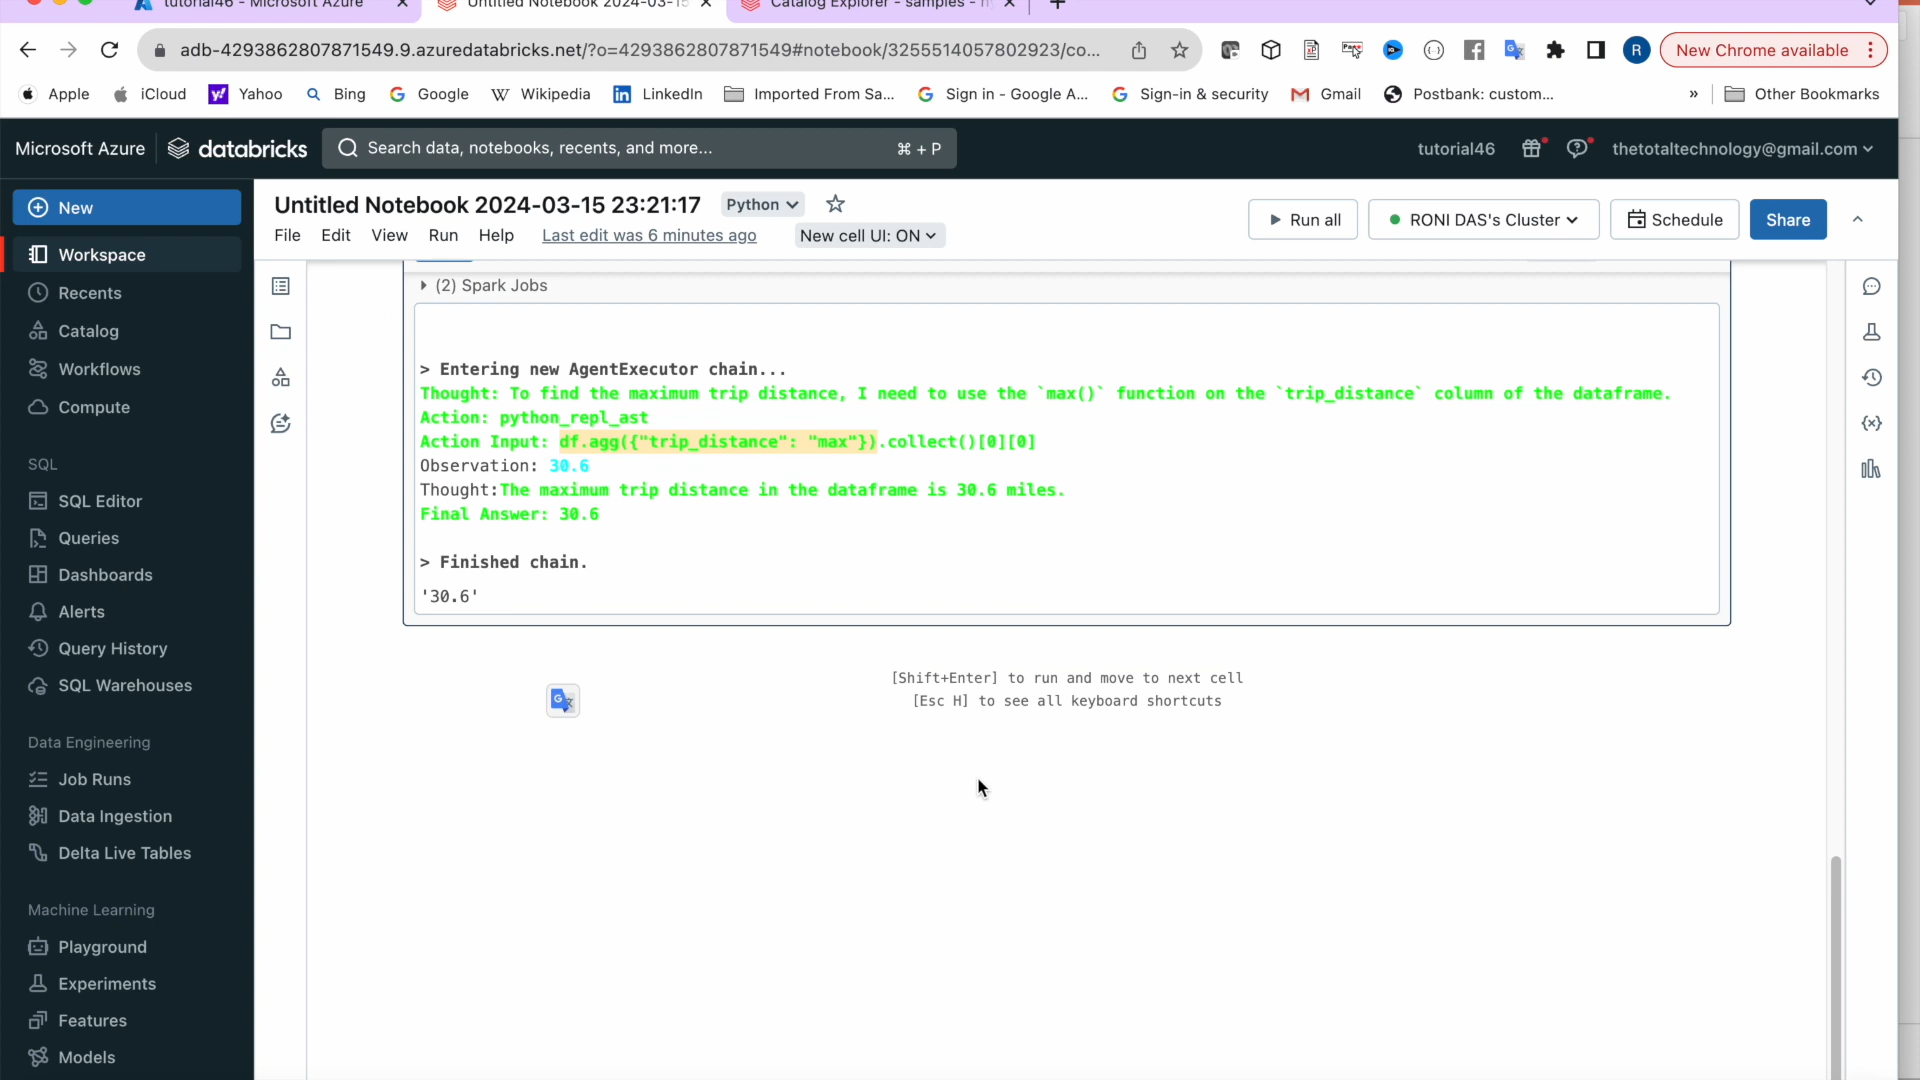 tutorial46 - Microsoft Azure
Untitled Notebook 2024-03-15
Catalog Explorer - samples -
adb-4293862807871549.9.azuredatabricks.net/?o=4293862807871549#notebook/3255514057802923/co...
R
New Chrome available
Apple
iCloud
Yahoo
Bing
Google
Wikipedia
LinkedIn
Imported From Sa...
Sign in - Google A...
Sign-in & security
Gmail
Postbank: custom...
»
Other Bookmarks
Microsoft Azure
databricks
Search data, notebooks, recents, and more...
⌘ + P
tutorial46
thetotaltechnology@gmail.com
New
Workspace
Recents
Catalog
Workflows
Compute
SQL
SQL Editor
Queries
Dashboards
Alerts
Query History
SQL Warehouses
Data Engineering
Job Runs
Data Ingestion
Delta Live Tables
Machine Learning
Playground
Experiments
Features
Models
Untitled Notebook 2024-03-15 23:21:17
Python
File Edit View Run Help Last edit was 6 minutes ago New cell UI: ON
Run all
RONI DAS's Cluster
Schedule
Share
(2) Spark Jobs
> Entering new AgentExecutor chain...
Thought: To find the maximum trip distance, I need to use the `max()` function on the `trip_distance` column of the dataframe.
Action: python_repl_ast
Action Input: df.agg({"trip_distance": "max"}).collect()[0][0]
Observation: 30.6
Thought:The maximum trip distance in the dataframe is 30.6 miles.
Final Answer: 30.6
> Finished chain.
'30.6'
[Shift+Enter] to run and move to next cell
[Esc H] to see all keyboard shortcuts